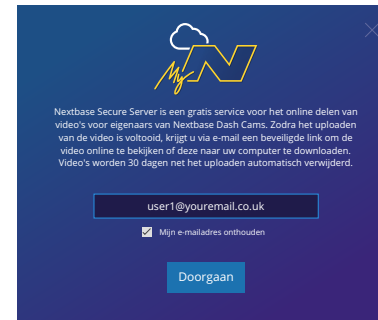 My N
Nextbase Secure Server is een gratis service voor het online delen van
video's voor eigenaars van Nextbase Dash Cams. Zodra het uploaden
van de video is voltooid, krijgt u via e-mail een beveiligde link om de
video online te bekijken of deze naar uw computer te downloaden.
Video's worden 30 dagen net het uploaden automatisch verwijderd.
user1@youremail.co.uk
Mijn e-mailadres onthouden
Doorgaan